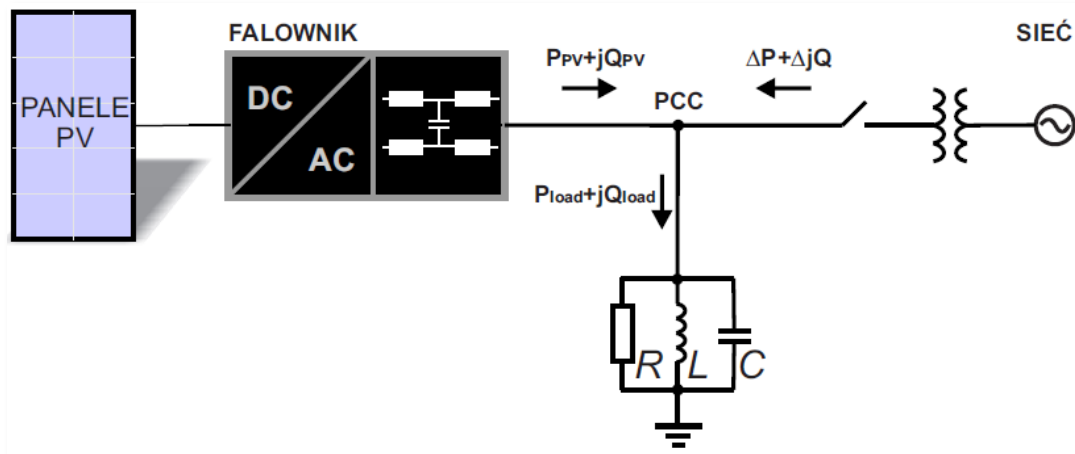 FALOWNIK
SIEĆ
PANELE
PV
DC
AC
PPV+jQPV
ΔP+ΔjQ
PCC
Pload+jQload
R
L
C